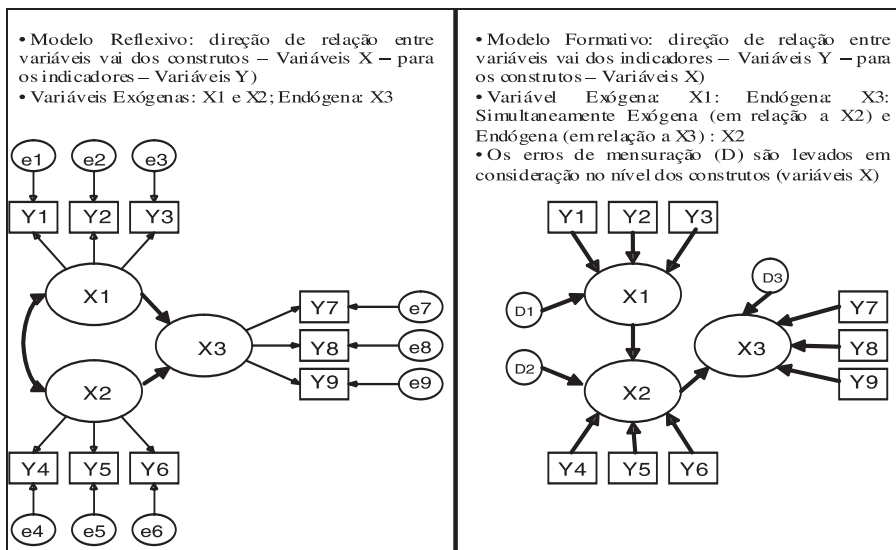 • Modelo Reflexivo: direção de relação entre
variáveis vai dos construtos – Variáveis X – para
os indicadores – Variáveis Y)
• Variáveis Exógenas: X1 e X2; Endógena: X3
e1 e2 e3
Y1 Y2 Y3
X1
Y7 e7
X3 Y8 e8
Y9 e9
X2
Y4 Y5 Y6
e4 e5 e6
• Modelo Formativo: direção de relação entre
variáveis vai dos indicadores – Variáveis Y – para
os construtos – Variáveis X)
• Variável Exógena: X1: Endógena: X3:
Simultaneamente Exógena (em relação a X2) e
Endógena (em relação a X3) : X2
• Os erros de mensuração (D) são levados em
consideração no nível dos construtos (variáveis X)
Y1 Y2 Y3
D3
D1 X1 Y7
X3 Y8
D2 X2 Y9
Y4 Y5 Y6